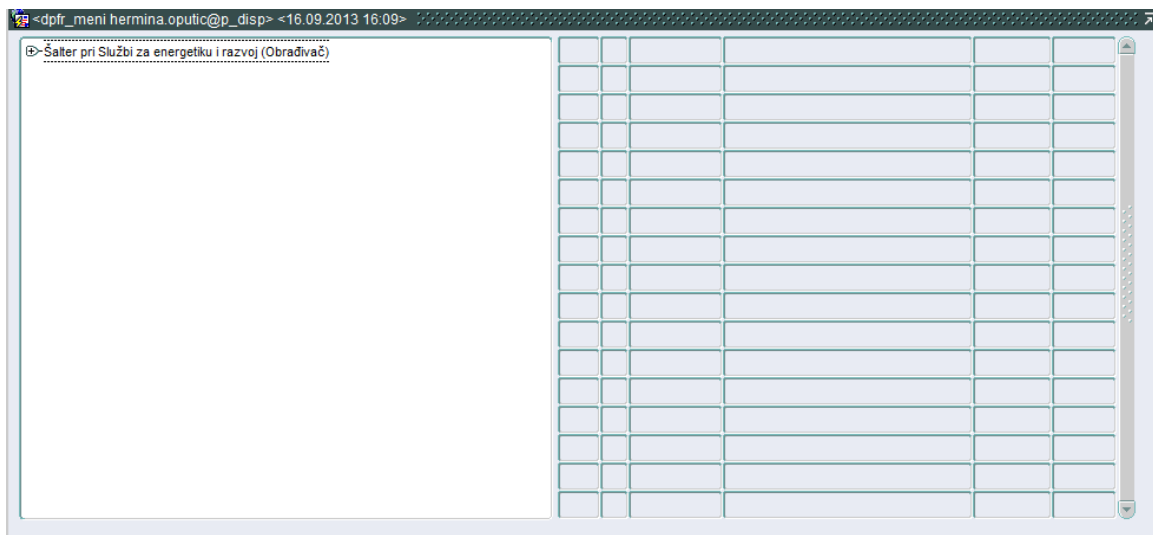 <dpfr_meni hermina.oputic@p_disp> <16.09.2013 16:09>
Šalter pri Službi za energetiku i razvoj (Obrađivač)